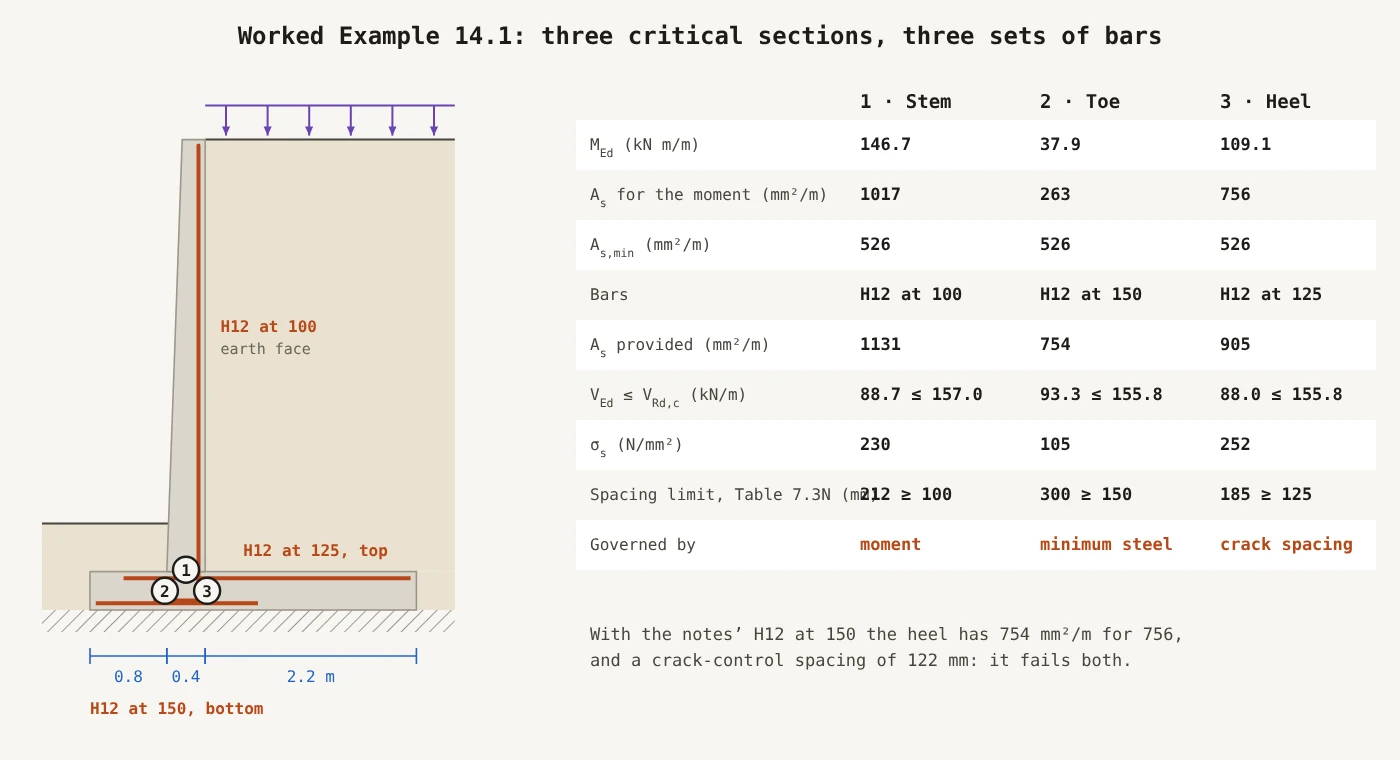 Worked Example 14.1: three critical sections, three sets of bars
1 · Stem 2 · Toe 3 · Heel
MEd (kN m/m) 146.7 37.9 109.1
As for the moment (mm²/m) 1017 263 756
As,min (mm²/m) 526 526 526
Bars H12 at 100 H12 at 150 H12 at 125
As provided (mm²/m) 1131 754 905
VEd ≤ VRd,c (kN/m) 88.7 ≤ 157.0 93.3 ≤ 155.8 88.0 ≤ 155.8
σs (N/mm²) 230 105 252
Spacing limit, Table 7.3N (mm) 212 ≥ 100 300 ≥ 150 185 ≥ 125
Governed by moment minimum steel crack spacing
With the notes’ H12 at 150 the heel has 754 mm²/m for 756,
and a crack-control spacing of 122 mm: it fails both.
H12 at 100
earth face
H12 at 125, top
1
2 3
0.8 0.4 2.2 m
H12 at 150, bottom